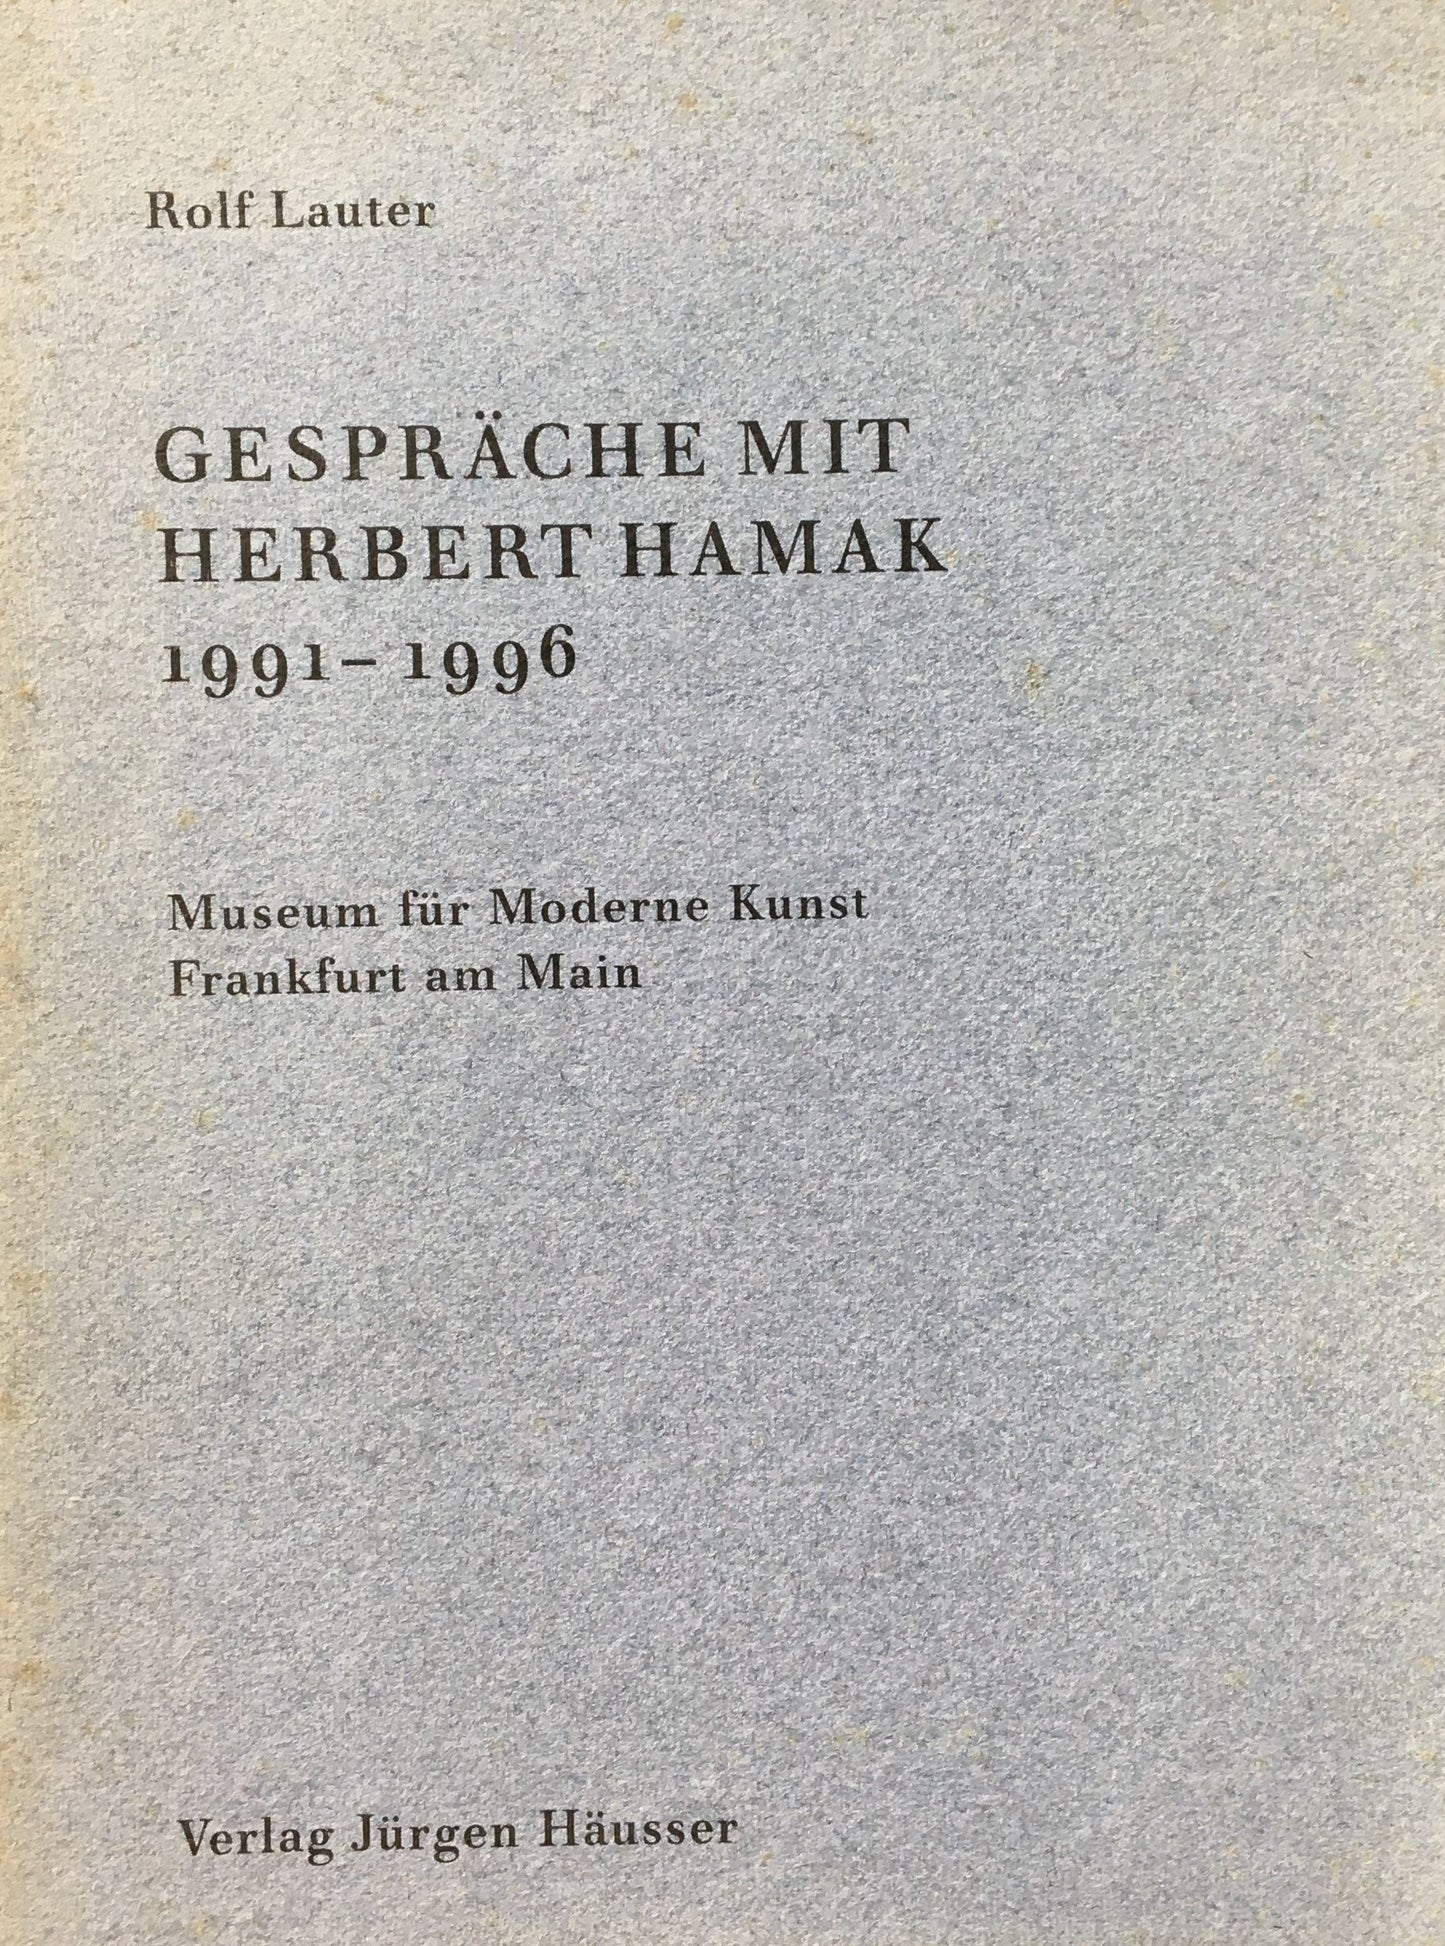 Rolf Lauter
GESPRÄCHE MIT
HERBERT HAMAK
1991–1996
Museum für Moderne Kunst
Frankfurt am Main
Verlag Jürgen Häusser